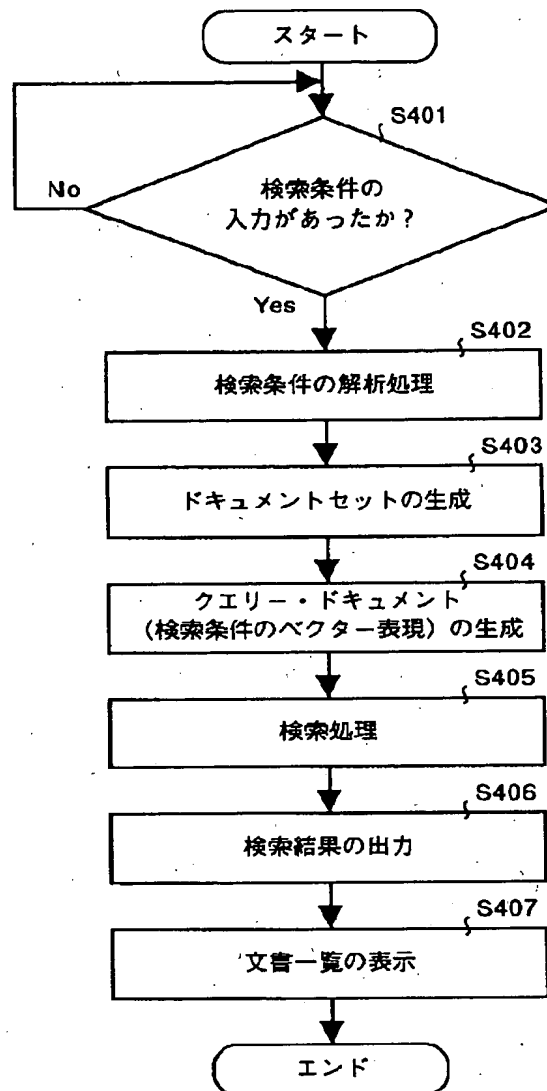 スタート
S401
検索条件の
入力があったか?
No
Yes
S402
検索条件の解析処理
S403
ドキュメントセットの生成
S404
クエリー・ドキュメント
(検索条件のベクター表現)の生成
S405
検索処理
S406
検索結果の出力
S407
文書一覧の表示
エンド